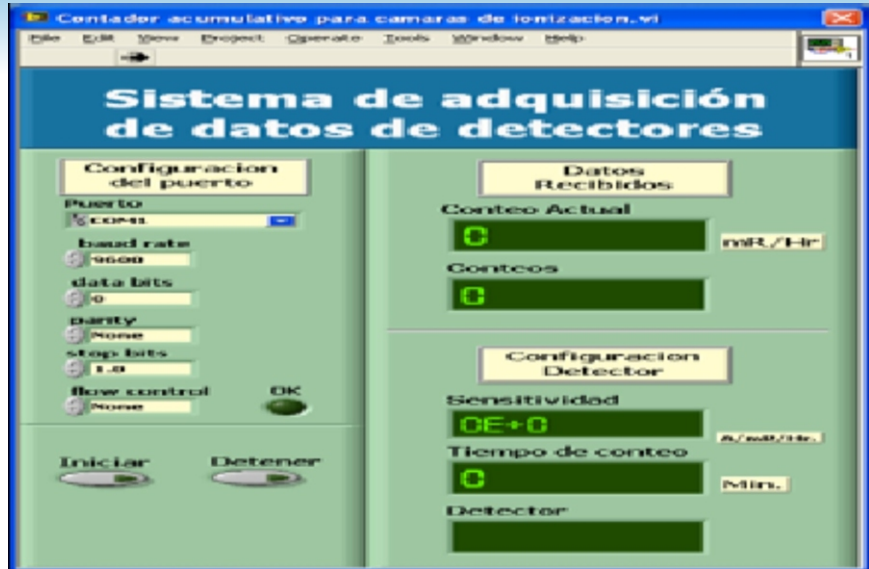 Contador acumulativo para camaras de ionizacion.vi
File Edit View Project Operate Tools Window Help
Sistema de adquisición
de datos de detectores
Configuracion
del puerto
Puerto
COM1
baud rate
9600
data bits
parity
None
stop bits
1.0
flow control
None
OK
Iniciar
Detener
Datos
Recibidos
Conteo Actual
0
mR/Hr
Conteos
0
Configuracion
Detector
Sensitividad
0E+0
A/mR/Hr.
Tiempo de conteo
0
Min.
Detector